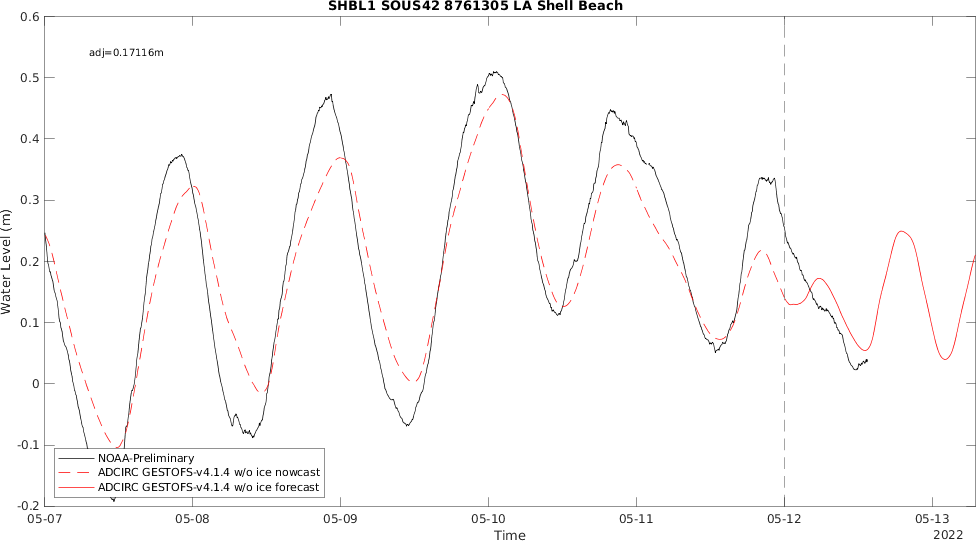 SHBL1 SOUS42 8761305 LA Shell Beach
adj=0.17116m
Water Level (m)
0.6
0.5
0.4
0.3
0.2
0.1
0
-0.1
-0.2
NOAA-Preliminary
ADCIRC GESTOFS-v4.1.4 w/o ice nowcast
ADCIRC GESTOFS-v4.1.4 w/o ice forecast
05-07 05-08 05-09 05-10 05-11 05-12 05-13
Time
2022